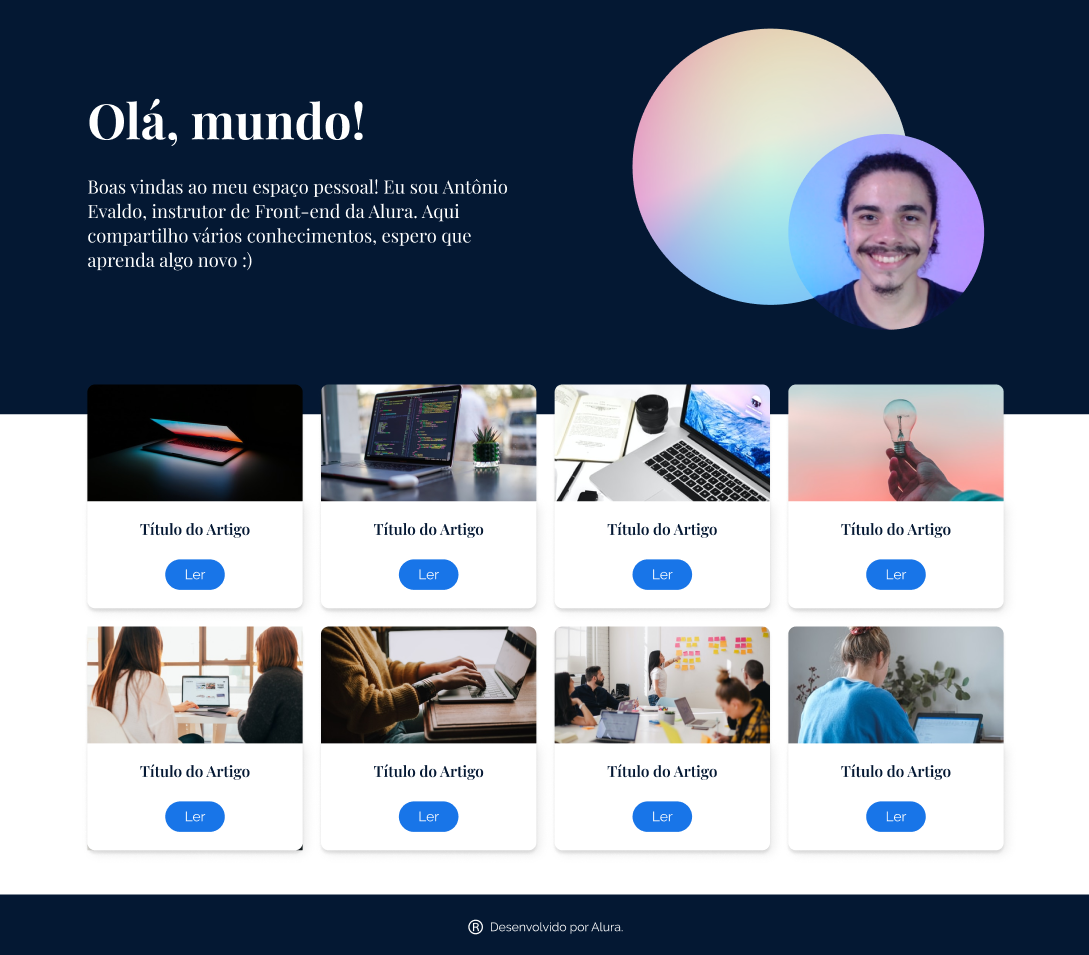 Olá, mundo!
Boas vindas ao meu espaço pessoal! Eu sou Antônio
Evaldo, instrutor de Front-end da Alura. Aqui
compartilho vários conhecimentos, espero que
aprenda algo novo :)
Título do Artigo
Título do Artigo
Título do Artigo
Título do Artigo
Ler
Ler
Ler
Ler
Título do Artigo
Título do Artigo
Título do Artigo
Título do Artigo
Ler
Ler
Ler
Ler
® Desenvolvido por Alura.